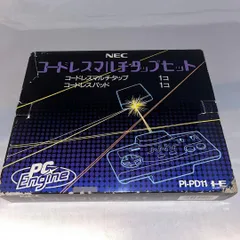 NEC
コードレスマルチタップセット
コードレスマルチタップ 1コ
コードレスパッド 1コ
PC Engine
PI-PD11 HE